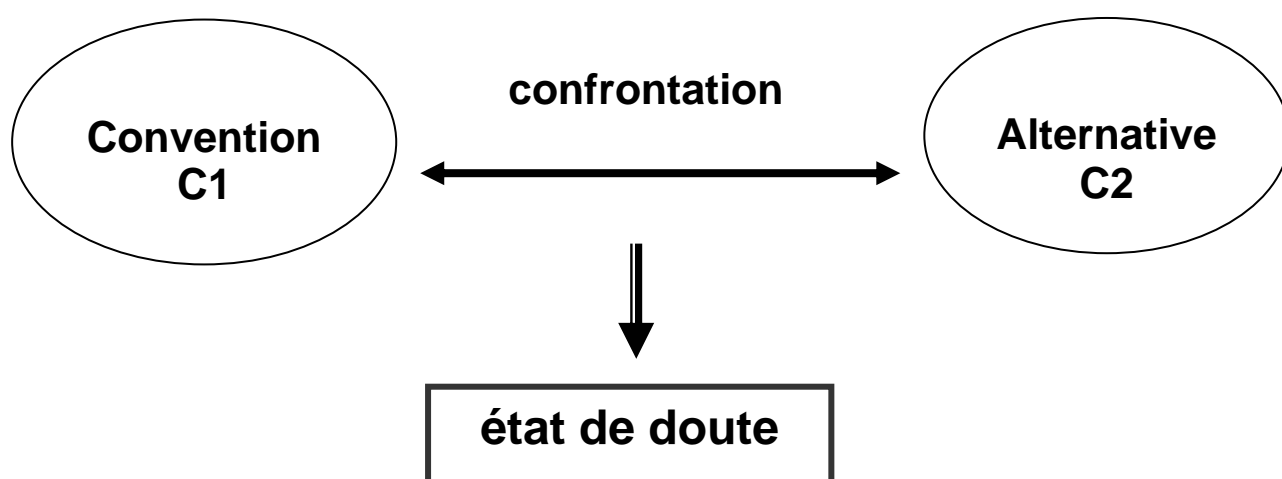 confrontation
Convention
C1
Alternative
C2
état de doute